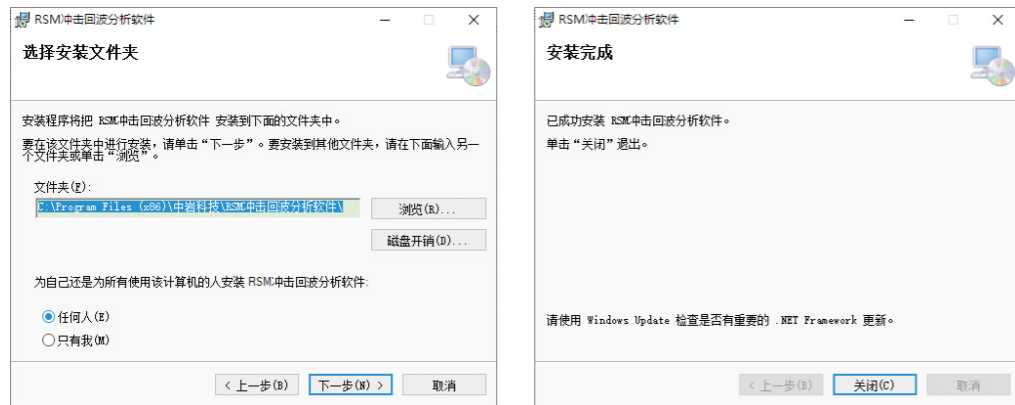 RSM冲击回波分析软件
选择安装文件夹
安装程序将把 RSM冲击回波分析软件 安装到下面的文件夹中。
要在该文件夹中进行安装,请单击“下一步”。要安装到其他文件夹,请在下面输入另一
个文件夹或单击“浏览”。
文件夹(F):
C:\Program Files (x86)\中岩科技\RSM冲击回波分析软件\
浏览(R)...
磁盘开销(D)...
为自己还是为所有使用该计算机的人安装 RSM冲击回波分析软件:
任何人(E)
只有我(M)
< 上一步(B)
下一步(N) >
取消
RSM冲击回波分析软件
安装完成
已成功安装 RSM冲击回波分析软件。
单击“关闭”退出。
请使用 Windows Update 检查是否有重要的 .NET Framework 更新。
< 上一步(B)
关闭(C)
取消